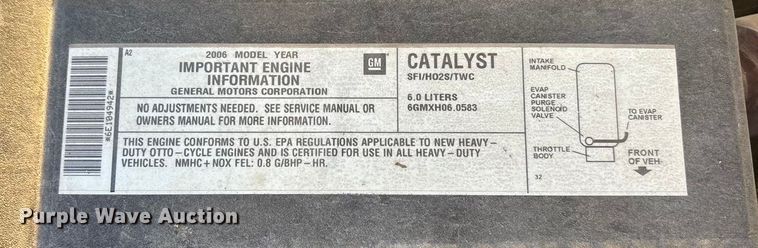 A2
*6E104942*
2006 MODEL YEAR
IMPORTANT ENGINE
INFORMATION
GENERAL MOTORS CORPORATION
GM
CATALYST
SFI/HO2S/TWC
NO ADJUSTMENTS NEEDED. SEE SERVICE MANUAL OR
OWNERS MANUAL FOR MORE INFORMATION.
6.0 LITERS
6GMXH06.0583
THIS ENGINE CONFORMS TO U.S. EPA REGULATIONS APPLICABLE TO NEW HEAVY-
DUTY OTTO-CYCLE ENGINES AND IS CERTIFIED FOR USE IN ALL HEAVY-DUTY
VEHICLES. NMHC+NOX FEL: 0.8 G/BHP-HR.
INTAKE
MANIFOLD
EVAP
CANISTER
PURGE
SOLENOID
VALVE
TO EVAP
CANISTER
THROTTLE
BODY
FRONT
OF VEH
32
Purple Wave Auction